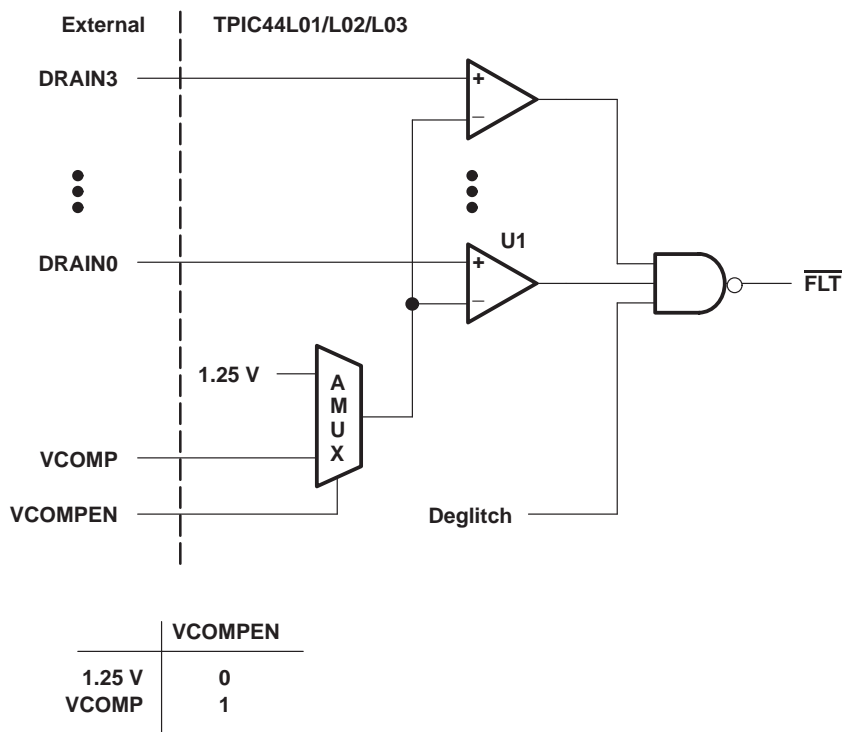 External TPIC44L01/L02/L03
DRAIN3
+
–
U1
DRAIN0
+
–
FLT
1.25 V
A
M
U
X
VCOMP
VCOMPEN
Deglitch
VCOMPEN
1.25 V 0
VCOMP 1